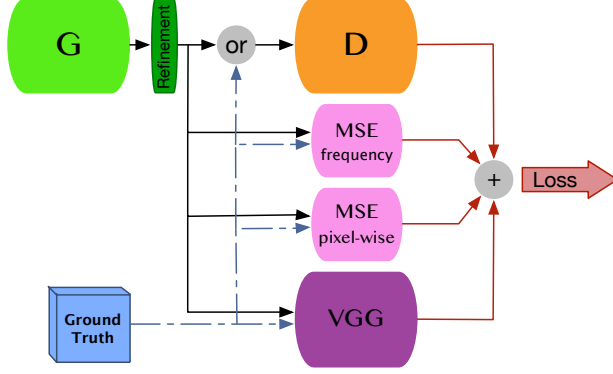 G
Refinement
or
D
MSE
frequency
MSE
pixel-wise
+
Loss
Ground
Truth
VGG